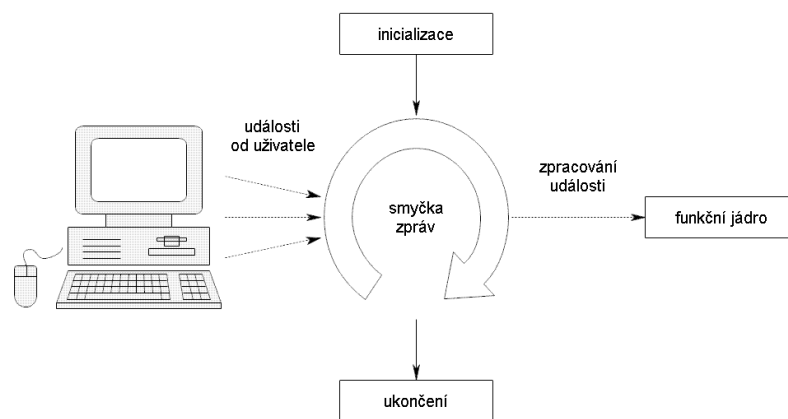 inicializace
události
od uživatele
smyčka
zpráv
zpracování
události
funkční jádro
ukončení